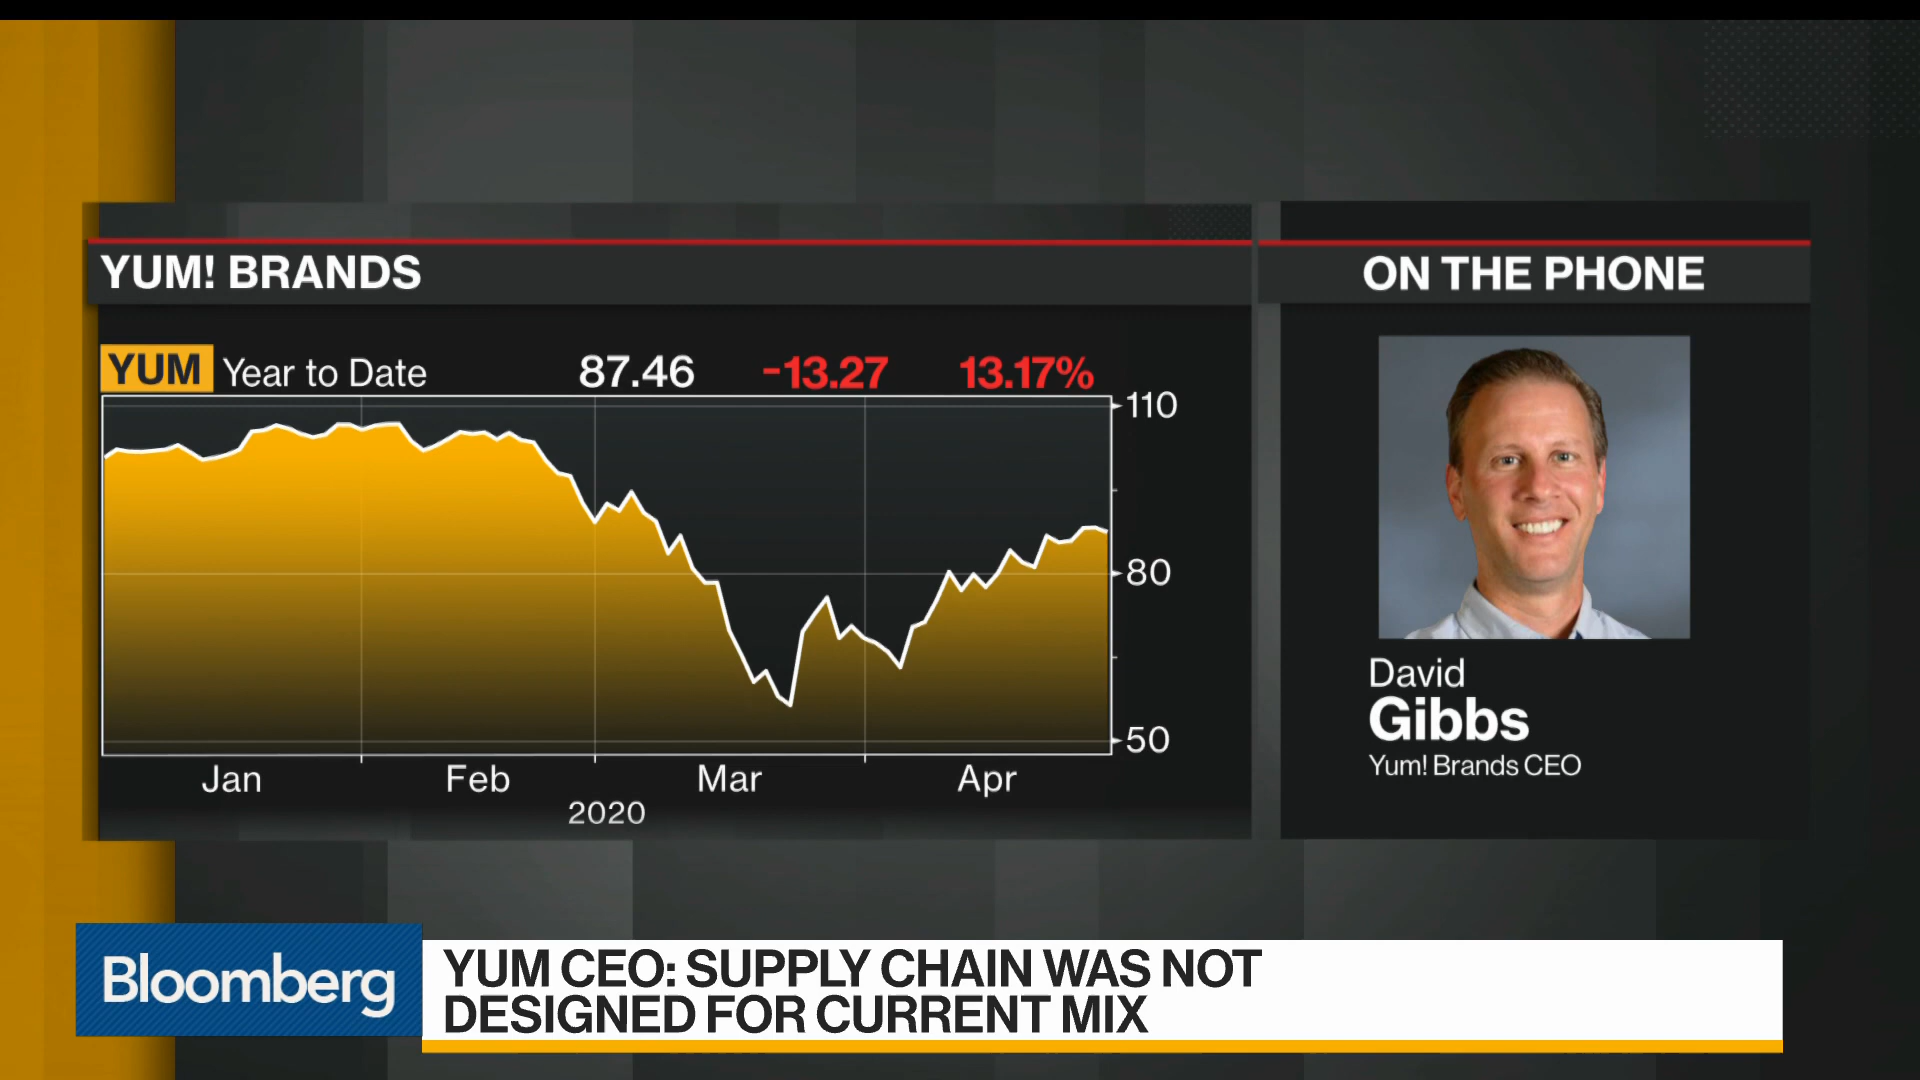 YUM! BRANDS
YUM Year to Date 87.46 -13.27 13.17%
110
80
50
Jan Feb Mar Apr
2020
ON THE PHONE
David
Gibbs
Yum! Brands CEO
Bloomberg
YUM CEO: SUPPLY CHAIN WAS NOT
DESIGNED FOR CURRENT MIX